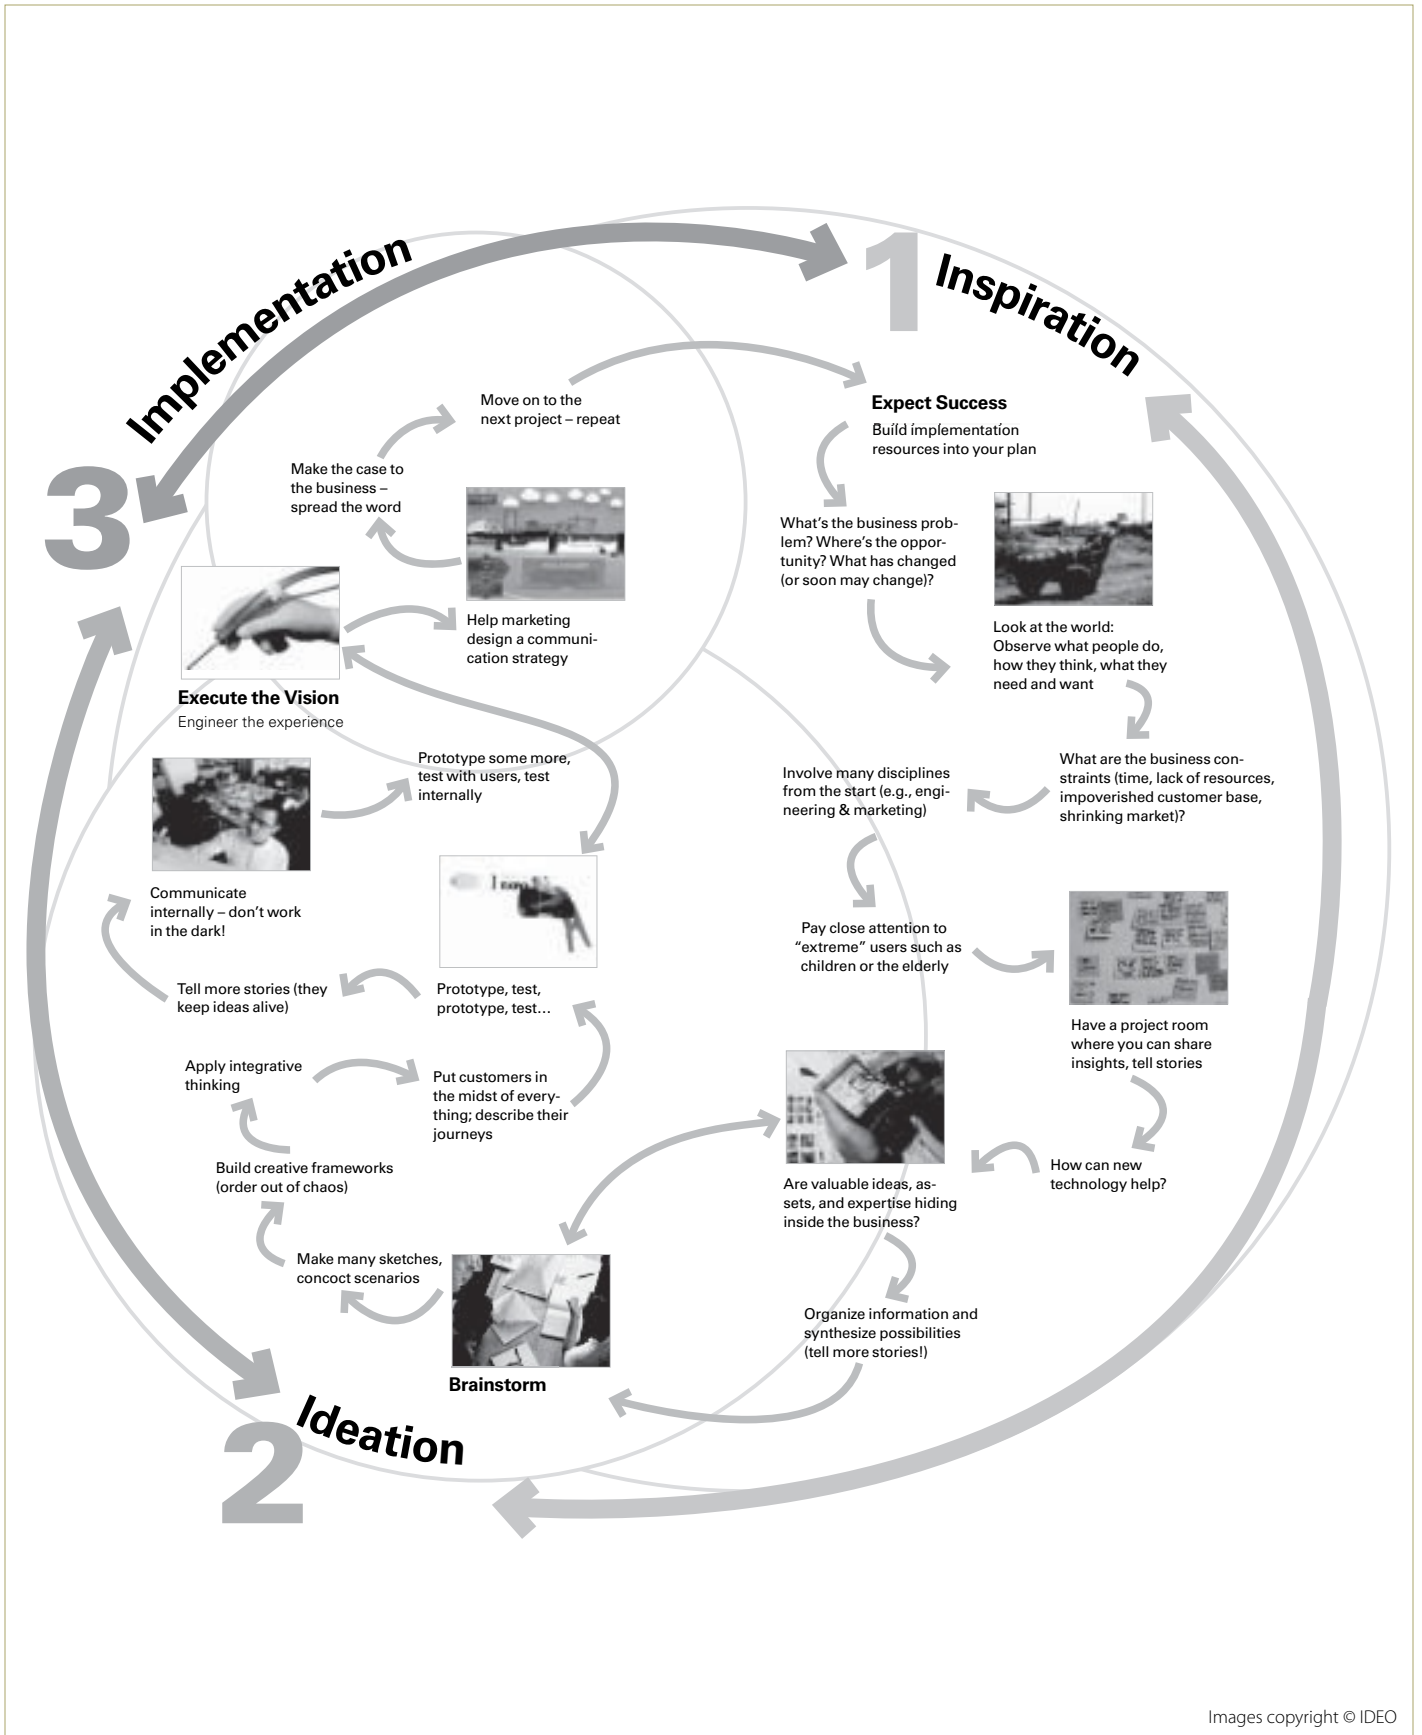 1
Inspiration
Expect Success
Build implementation
resources into your plan
What’s the business prob-
lem? Where’s the oppor-
tunity? What has changed
(or soon may change)?
Look at the world:
Observe what people do,
how they think, what they
need and want
What are the business con-
straints (time, lack of resources,
impoverished customer base,
shrinking market)?
Involve many disciplines
from the start (e.g., engi-
neering & marketing)
Pay close attention to
“extreme” users such as
children or the elderly
Have a project room
where you can share
insights, tell stories
How can new
technology help?
Are valuable ideas, as-
sets, and expertise hiding
inside the business?
Organize information and
synthesize possibilities
(tell more stories!)
2
Ideation
Brainstorm
Make many sketches,
concoct scenarios
Build creative frameworks
(order out of chaos)
Apply integrative
thinking
Put customers in
the midst of every-
thing; describe their
journeys
Prototype, test,
prototype, test…
Tell more stories (they
keep ideas alive)
Communicate
internally – don’t work
in the dark!
Prototype some more,
test with users, test
internally
3
Implementation
Execute the Vision
Engineer the experience
Help marketing
design a communi-
cation strategy
Make the case to
the business –
spread the word
Move on to the
next project – repeat
Images copyright © IDEO